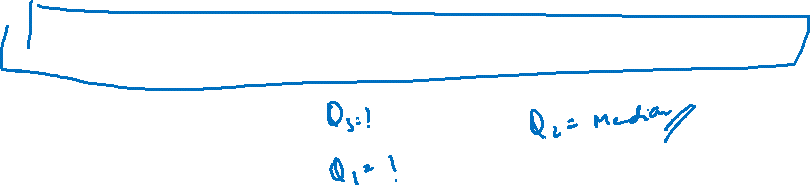 Q₃ = ! Q₂ = Median
Q₁ = !